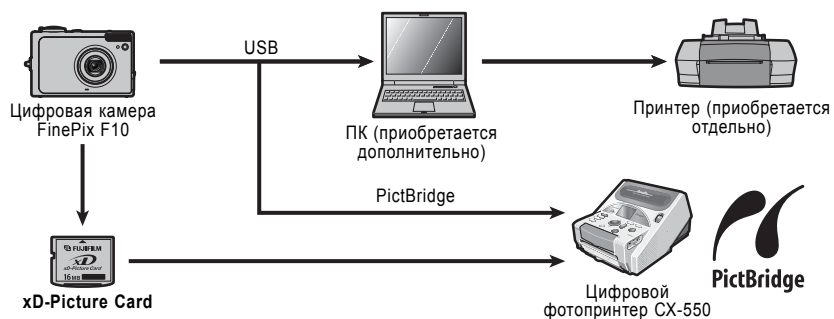 USB
Цифровая камера
FinePix F10
ПК (приобретается
дополнительно)
Принтер (приобретается
отдельно)
PictBridge
FUJIFILM
xD
xD-Picture Card
16MB
xD-Picture Card
Цифровой
фотопринтер CX-550
PictBridge